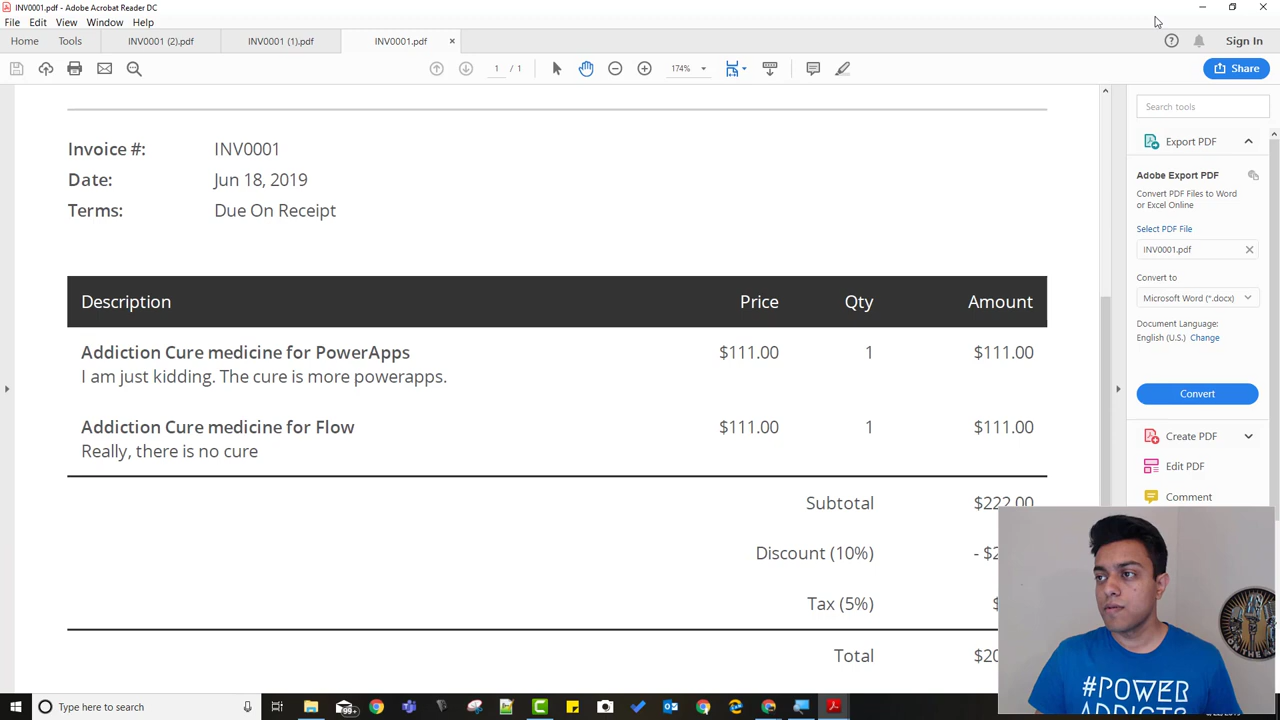 INV0001.pdf - Adobe Acrobat Reader DC
File Edit View Window Help
Home Tools INV0001 (2).pdf INV0001 (1).pdf INV0001.pdf × Sign In
1 / 1 174% Share
Invoice #: INV0001
Date: Jun 18, 2019
Terms: Due On Receipt
Description Price Qty Amount
Addiction Cure medicine for PowerApps $111.00 1 $111.00
I am just kidding. The cure is more powerapps.
Addiction Cure medicine for Flow $111.00 1 $111.00
Really, there is no cure
Subtotal $222.00
Discount (10%) - $2
Tax (5%) $
Total $20
Search tools
Export PDF
Adobe Export PDF
Convert PDF Files to Word
or Excel Online
Select PDF File
INV0001.pdf
Convert to
Microsoft Word (*.docx)
Document Language:
English (U.S.) Change
Convert
Create PDF
Edit PDF
Comment
#POWER
ADDICTS
Type here to search
99+